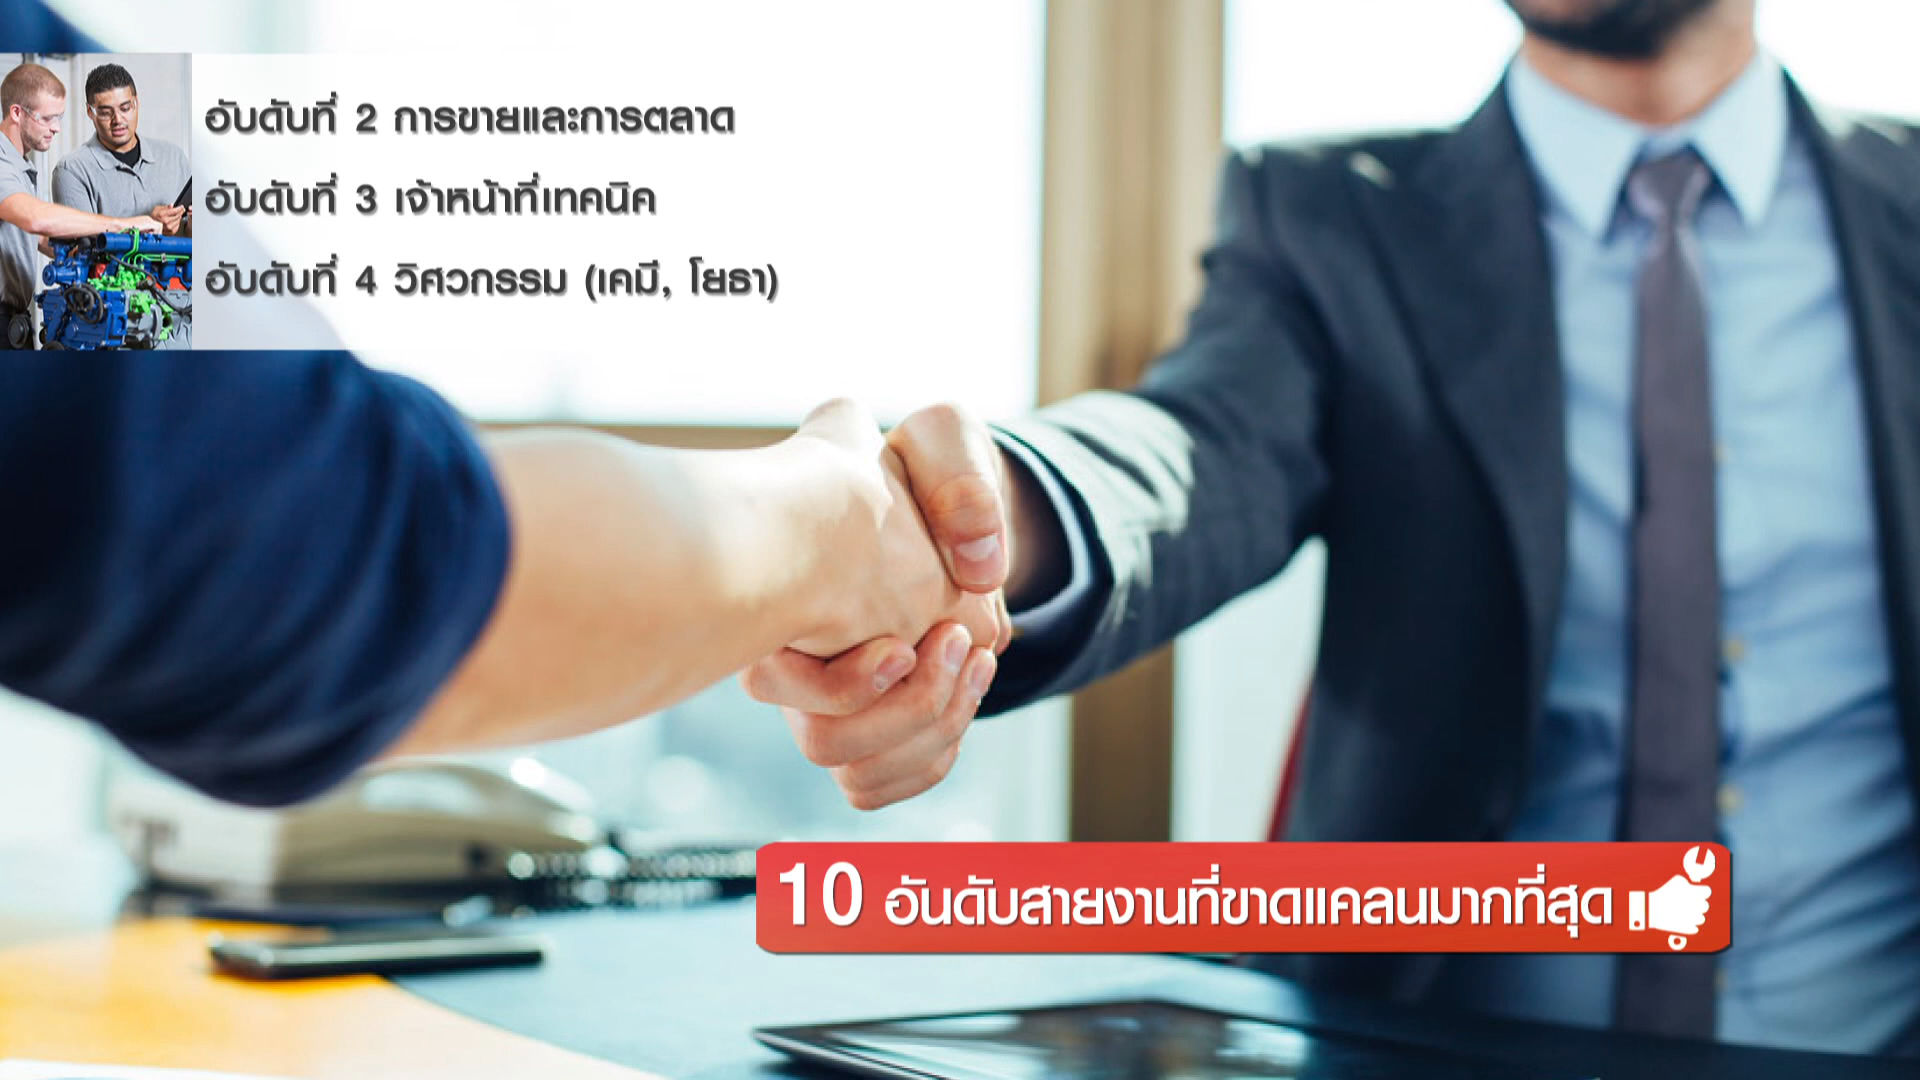 อันดับที่ 2 การขายและการตลาด
อันดับที่ 3 เจ้าหน้าที่เทคนิค
อันดับที่ 4 วิศวกรรม (เคมี, โยธา)
10 อันดับสายงานที่ขาดแคลนมากที่สุด